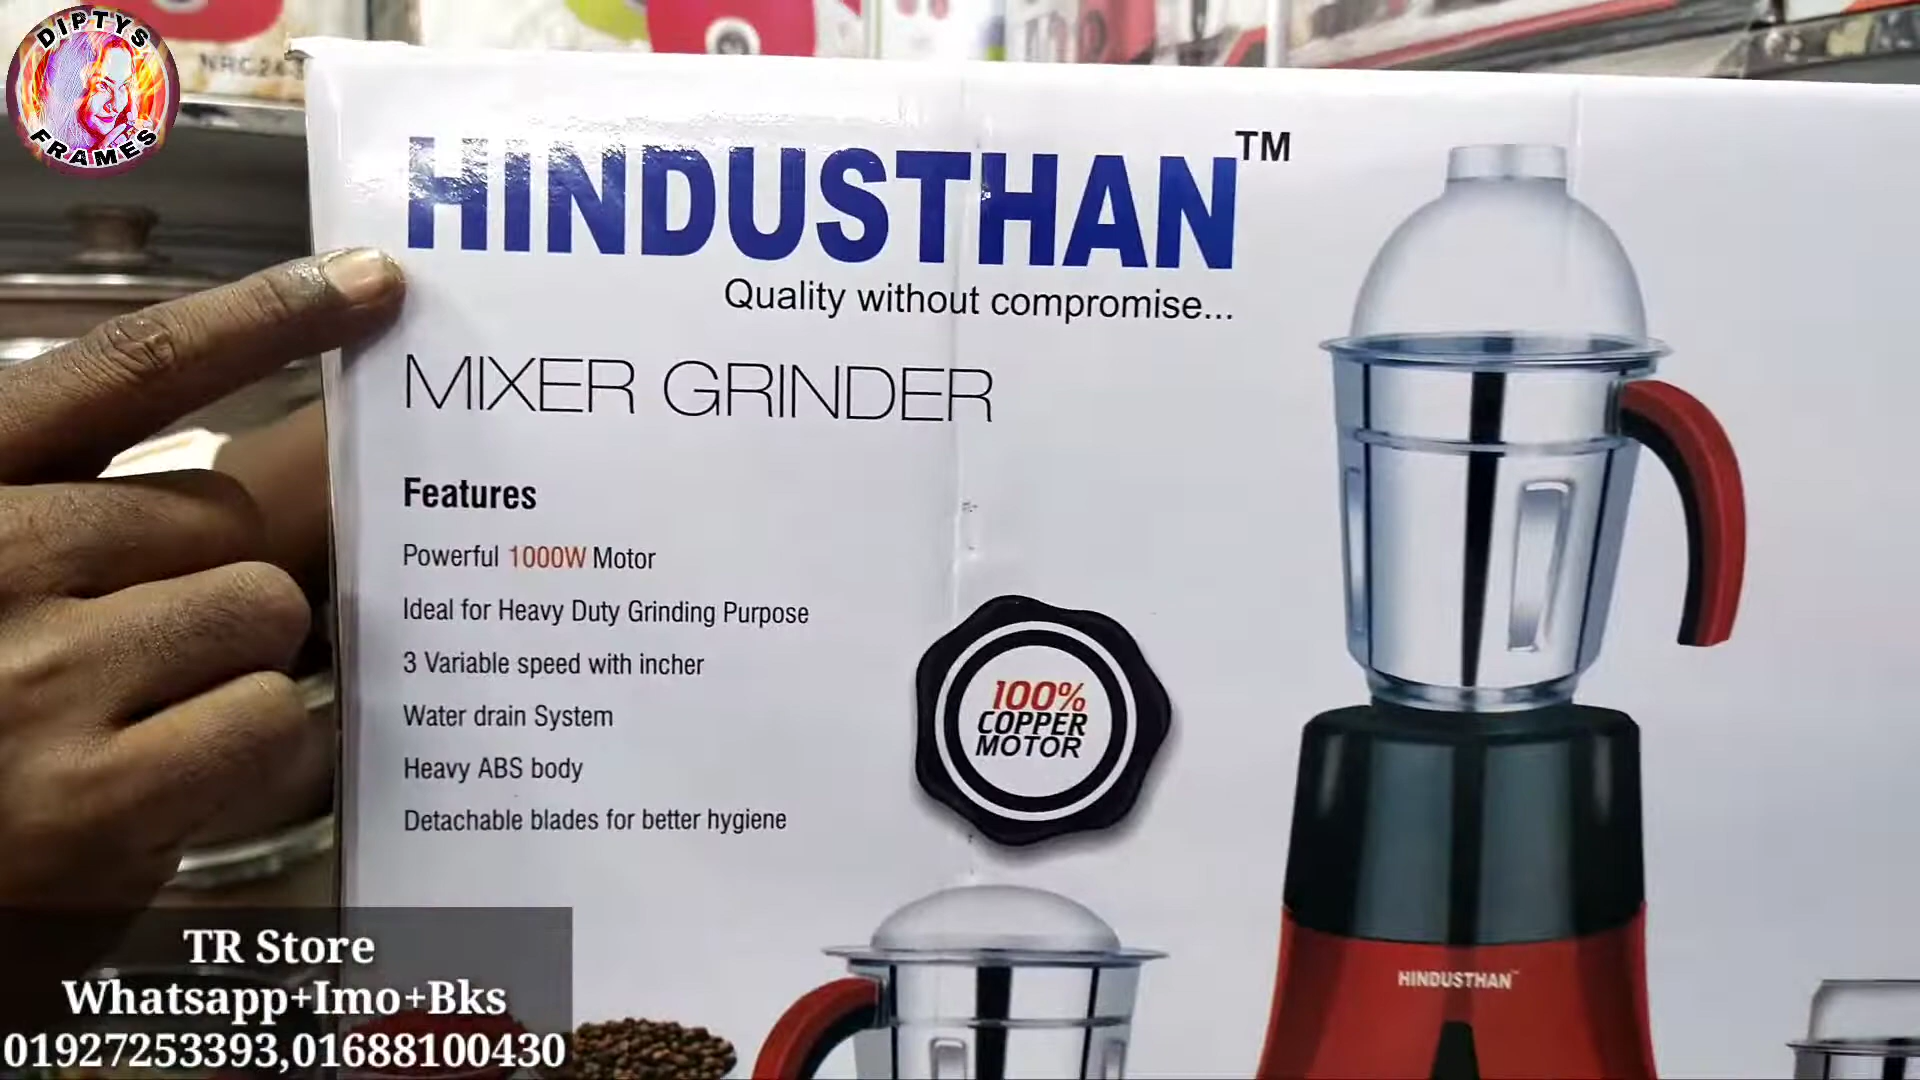 DIPTYS
FRAMES
HINDUSTHAN™
Quality without compromise...
MIXER GRINDER
Features
Powerful 1000W Motor
Ideal for Heavy Duty Grinding Purpose
3 Variable speed with incher
Water drain System
Heavy ABS body
Detachable blades for better hygiene
100%
COPPER
MOTOR
HINDUSTHAN™
TR Store
Whatsapp+Imo+Bks
01927253393,01688100430